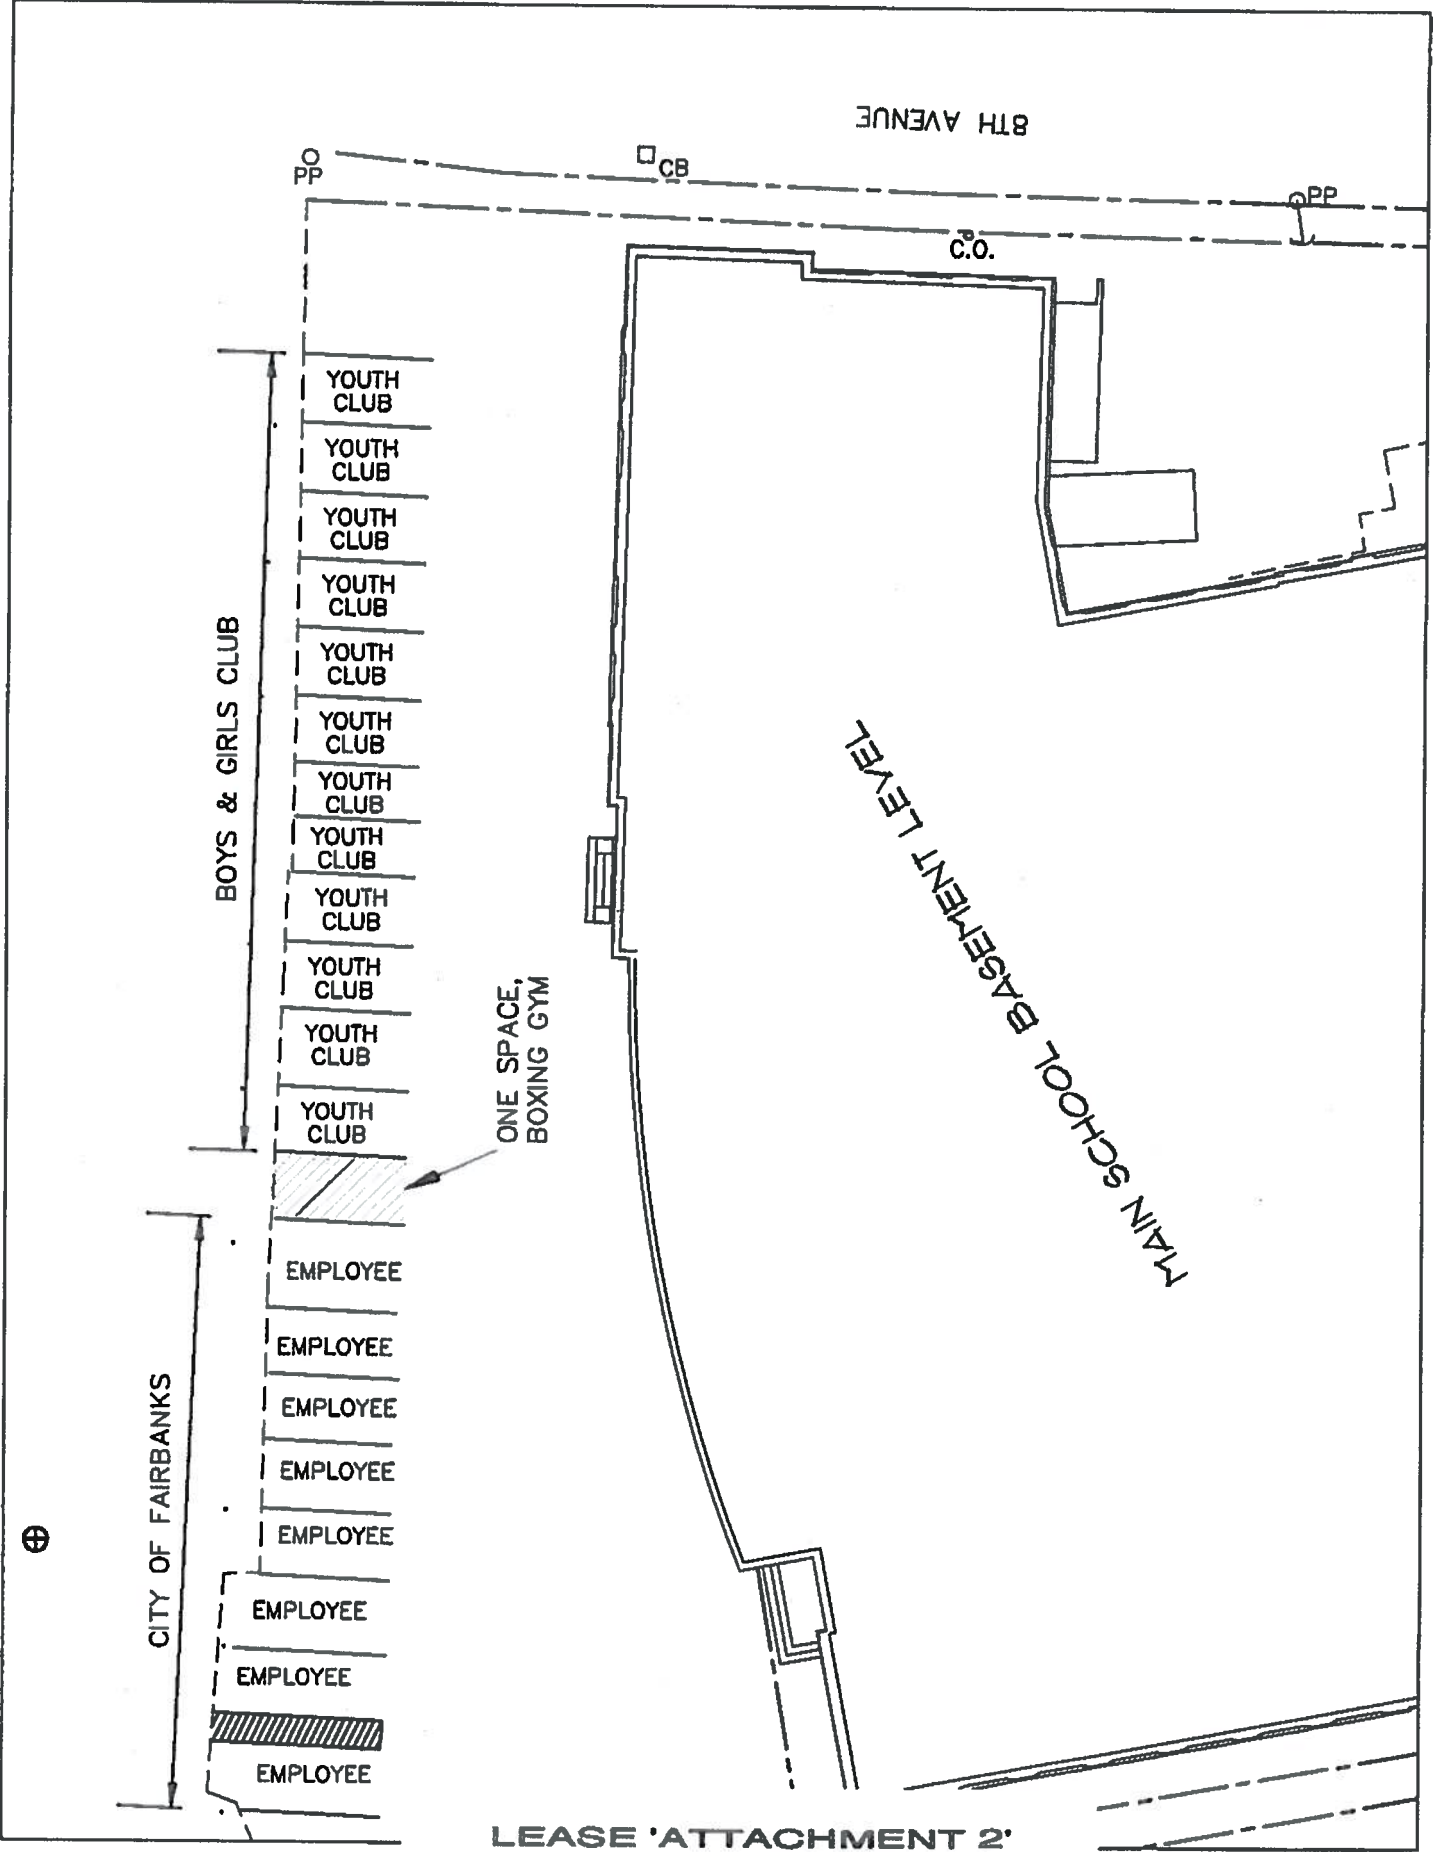 8TH AVENUE
PP
CB
PP
C.O.
YOUTH
CLUB
YOUTH
CLUB
YOUTH
CLUB
YOUTH
CLUB
YOUTH
CLUB
YOUTH
CLUB
YOUTH
CLUB
YOUTH
CLUB
YOUTH
CLUB
YOUTH
CLUB
YOUTH
CLUB
YOUTH
CLUB
BOYS & GIRLS CLUB
ONE SPACE,
BOXING GYM
MAIN SCHOOL BASEMENT LEVEL
EMPLOYEE
EMPLOYEE
EMPLOYEE
EMPLOYEE
EMPLOYEE
EMPLOYEE
EMPLOYEE
EMPLOYEE
CITY OF FAIRBANKS
LEASE 'ATTACHMENT 2'